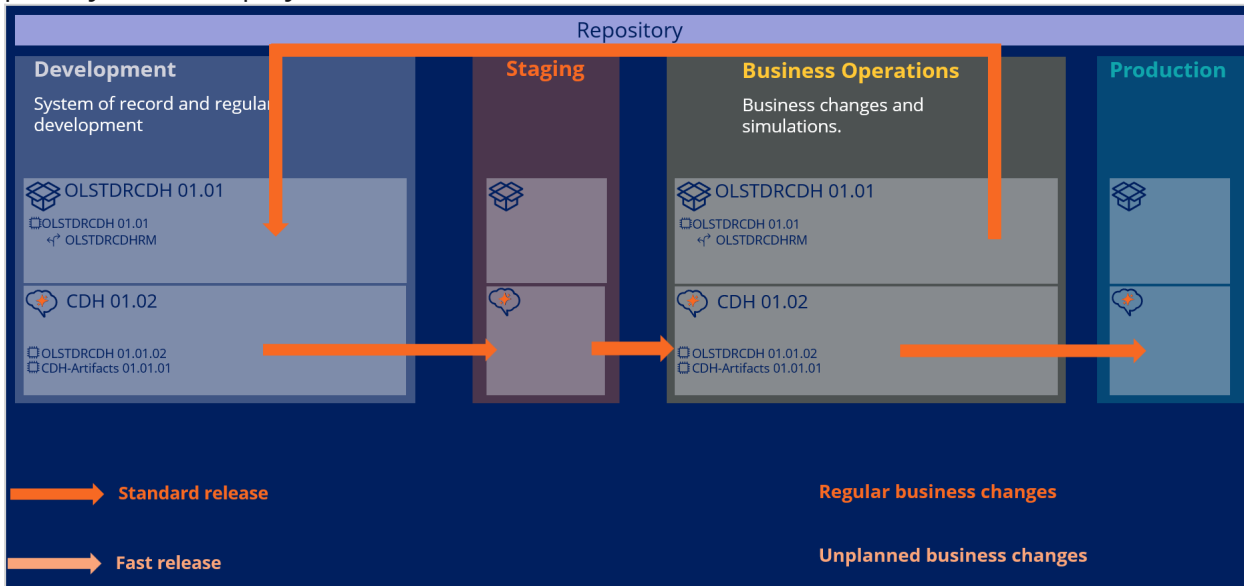 Repository
Development
System of record and regular
development
Staging
Business Operations
Business changes and
simulations.
Production
OLSTDRCDH 01.01
OLSTDRCDH 01.01
OLSTDRCDHRM
OLSTDRCDH 01.01
OLSTDRCDH 01.01
OLSTDRCDHRM
CDH 01.02
OLSTDRCDH 01.01.02
CDH-Artifacts 01.01.01
CDH 01.02
OLSTDRCDH 01.01.02
CDH-Artifacts 01.01.01
Standard release
Regular business changes
Fast release
Unplanned business changes